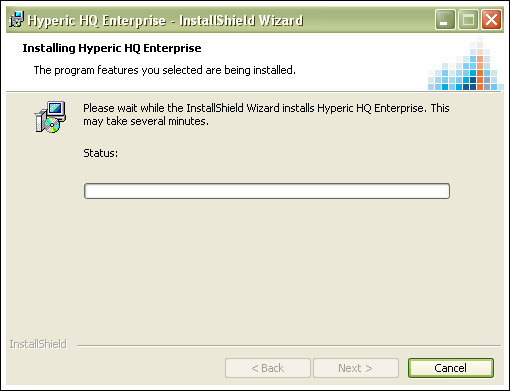 Hyperic HQ Enterprise - InstallShield Wizard
Installing Hyperic HQ Enterprise
The program features you selected are being installed.
Please wait while the InstallShield Wizard installs Hyperic HQ Enterprise. This
may take several minutes.
Status:
InstallShield
< Back
Next >
Cancel